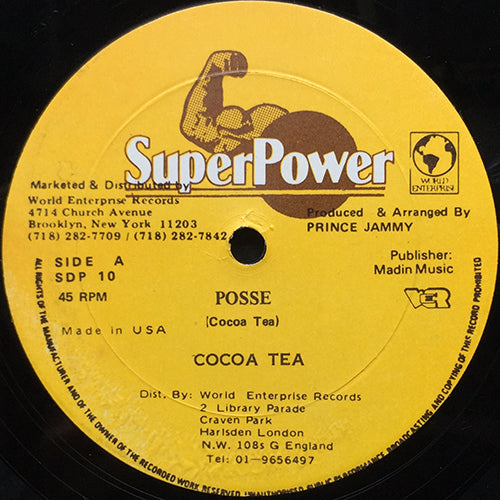 SuperPower
WORLD
ENTERPRISE
Marketed & Distributed by
World Enterprise Records
4714 Church Avenue
Brooklyn, New York 11203
(718) 282-7709 / (718) 282-7842
Produced & Arranged By
PRINCE JAMMY
SIDE A
SDP 10
45 RPM
Publisher:
Madin Music
WER
POSSE
(Cocoa Tea)
Made in USA
COCOA TEA
Dist. By: World Enterprise Records
2 Library Parade
Craven Park
Harlsden London
N.W. 108s G England
Tel: 01-9656497
ALL RIGHTS OF THE MANUFACTURER AND OF THE OWNER OF THE RECORDED WORK RESERVED UNAUTHORISED PUBLIC PERFORMANCE, BROADCASTING AND COPYING OF THIS RECORD PROHIBITED